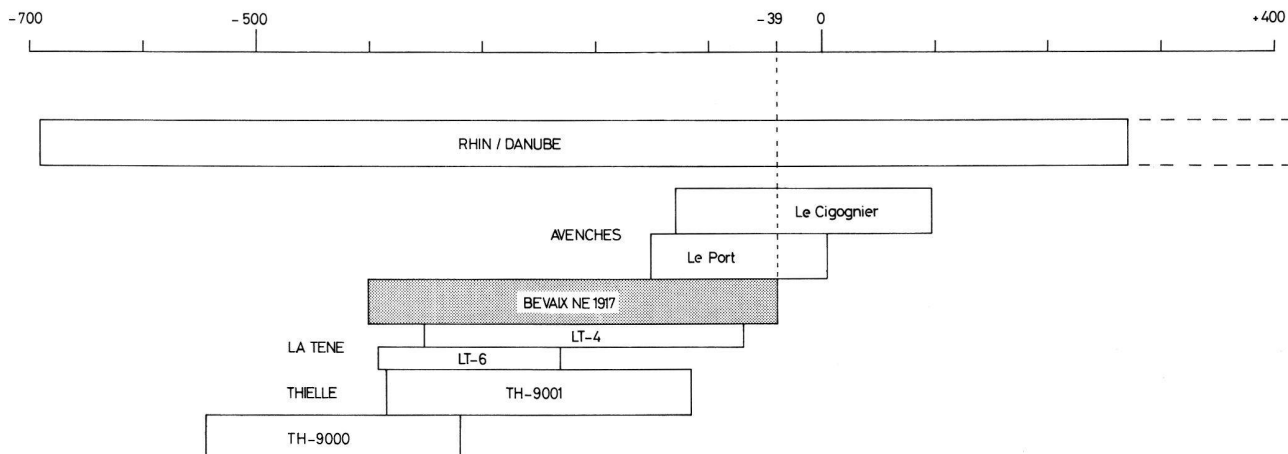 -700 -500 -39 0 +400
RHIN / DANUBE
Le Cigognier
AVENCHES
Le Port
BEVAIX NE 1917
LT-4
LA TENE
LT-6
THIELLE TH-9001
TH-9000